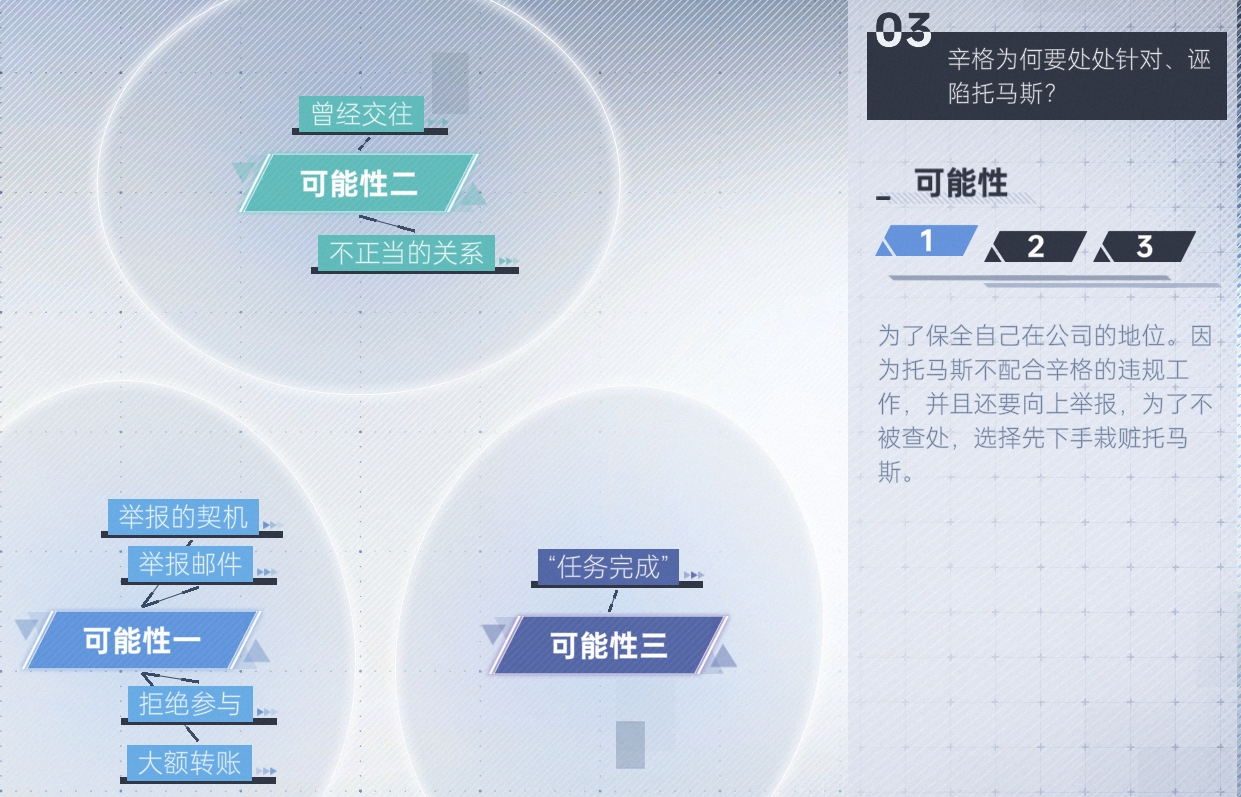 曾经交往
可能性二
不正当的关系
举报的契机
举报邮件
可能性一
拒绝参与
大额转账
“任务完成”
可能性三
03
辛格为何要处处针对、诬
陷托马斯？
可能性
1
2
3
为了保全自己在公司的地位。因
为托马斯不配合辛格的违规工
作，并且还要向上举报，为了不
被查处，选择先下手栽赃托马
斯。